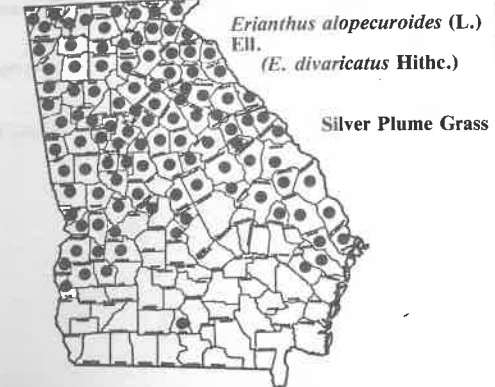 Erianthus alopecuroides (L.)
Ell.
(E. divaricatus Hithc.)
Silver Plume Grass